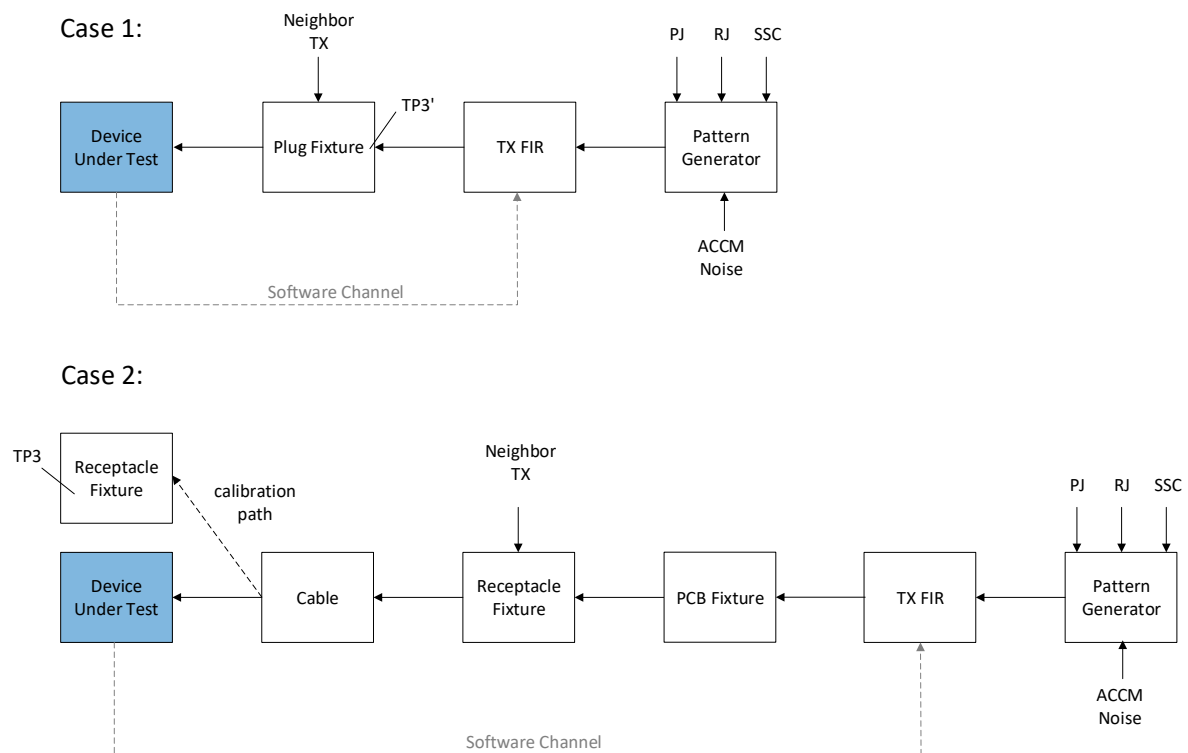 Case 1:
Neighbor
TX
PJ
RJ
SSC
TP3'
Device
Under Test
Plug Fixture
TX FIR
Pattern
Generator
ACCM
Noise
Software Channel
Case 2:
TP3
Receptacle
Fixture
calibration
path
Neighbor
TX
PJ
RJ
SSC
Device
Under Test
Cable
Receptacle
Fixture
PCB Fixture
TX FIR
Pattern
Generator
ACCM
Noise
Software Channel